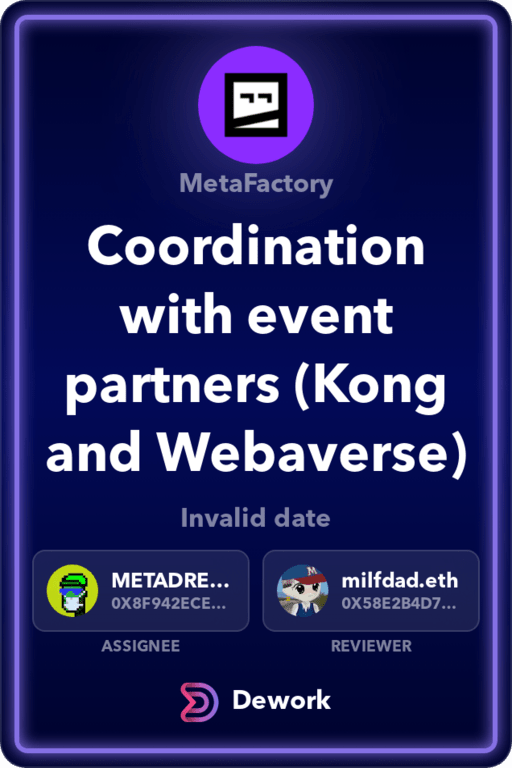 MetaFactory
Coordination
with event
partners (Kong
and Webaverse)
Invalid date
METADRE...
0X8F942ECE...
milfdad.eth
0X58E2B4D7...
ASSIGNEE
REVIEWER
Dework